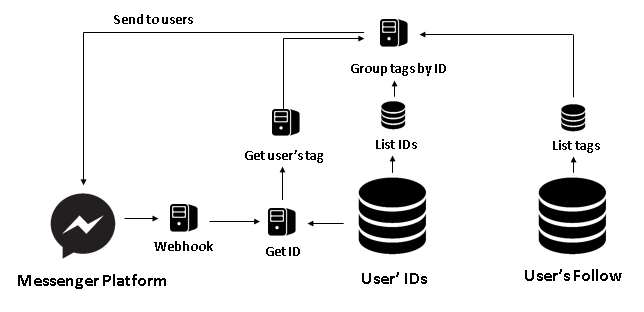 Send to users
Group tags by ID
List IDs
List tags
Get user's tag
Webhook
Get ID
Messenger Platform
User' IDs
User's Follow